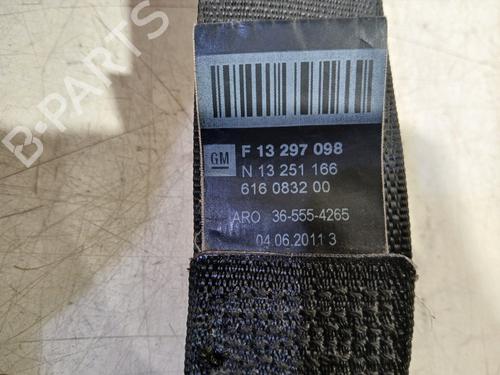 B-PARTS
GM F 13 297 098
N 13 251 166
616 0832 00
ARO 36-555-4265
04.06.2011 3